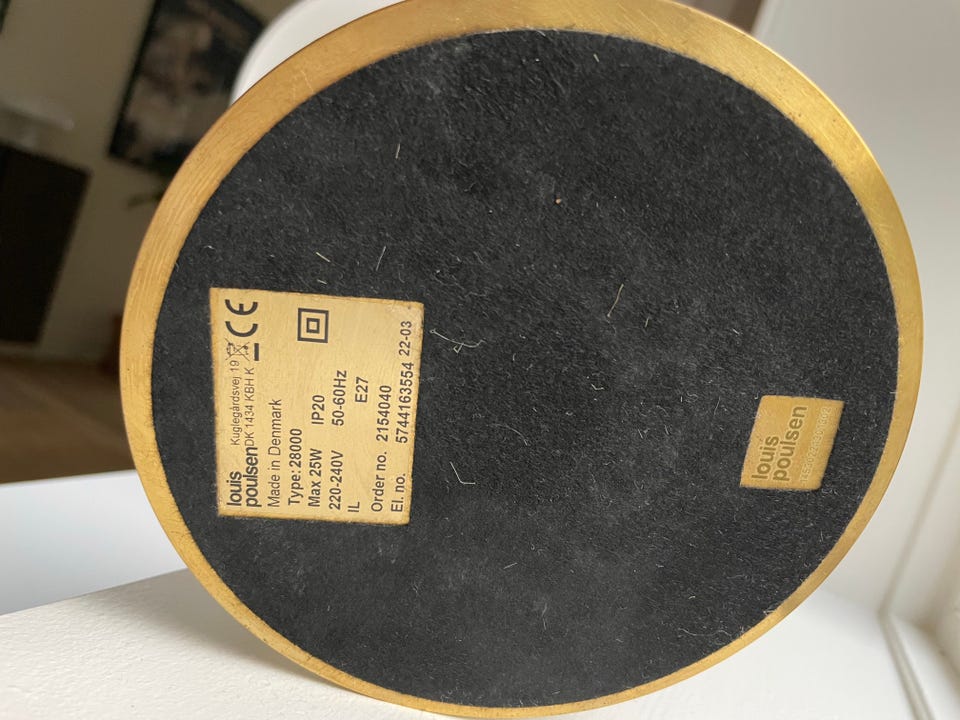 louis
poulsen
Kuglegårdsvej 19
DK 1434 KBH K
CE
Made in Denmark
Type: 28000
Max 25W IP20
220-240V 50-60Hz
IL E27
Order no. 2154040
El. no. 5744163554 22-03
louis
poulsen